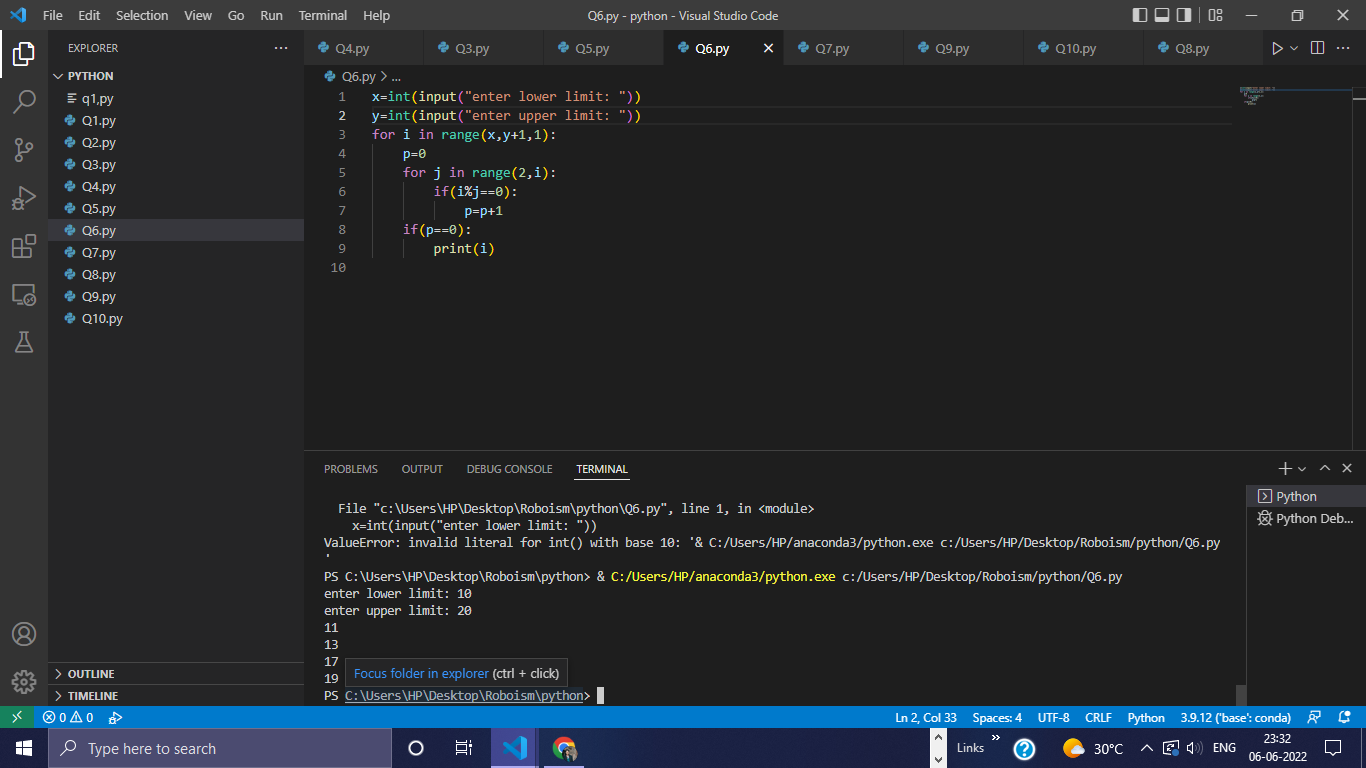 File Edit Selection View Go Run Terminal Help
Q6.py - python - Visual Studio Code
EXPLORER
PYTHON
q1,py
Q1.py
Q2.py
Q3.py
Q4.py
Q5.py
Q6.py
Q7.py
Q8.py
Q9.py
Q10.py
OUTLINE
TIMELINE
Q4.py Q3.py Q5.py Q6.py Q7.py Q9.py Q10.py Q8.py
Q6.py > ...
1 x=int(input("enter lower limit: "))
2 y=int(input("enter upper limit: "))
3 for i in range(x,y+1,1):
4     p=0
5     for j in range(2,i):
6         if(i%j==0):
7             p=p+1
8     if(p==0):
9         print(i)
10
PROBLEMS OUTPUT DEBUG CONSOLE TERMINAL
File "c:\Users\HP\Desktop\Roboism\python\Q6.py", line 1, in <module>
x=int(input("enter lower limit: "))
ValueError: invalid literal for int() with base 10: '& C:/Users/HP/anaconda3/python.exe c:/Users/HP/Desktop/Roboism/python/Q6.py
'
PS C:\Users\HP\Desktop\Roboism\python> & C:/Users/HP/anaconda3/python.exe c:/Users/HP/Desktop/Roboism/python/Q6.py
enter lower limit: 10
enter upper limit: 20
11
13
17
19
Focus folder in explorer (ctrl + click)
PS C:\Users\HP\Desktop\Roboism\python>
Python
Python Deb...
0 0 Ln 2, Col 33 Spaces: 4 UTF-8 CRLF Python 3.9.12 ('base': conda)
Type here to search
Links
30°C
ENG
23:32
06-06-2022